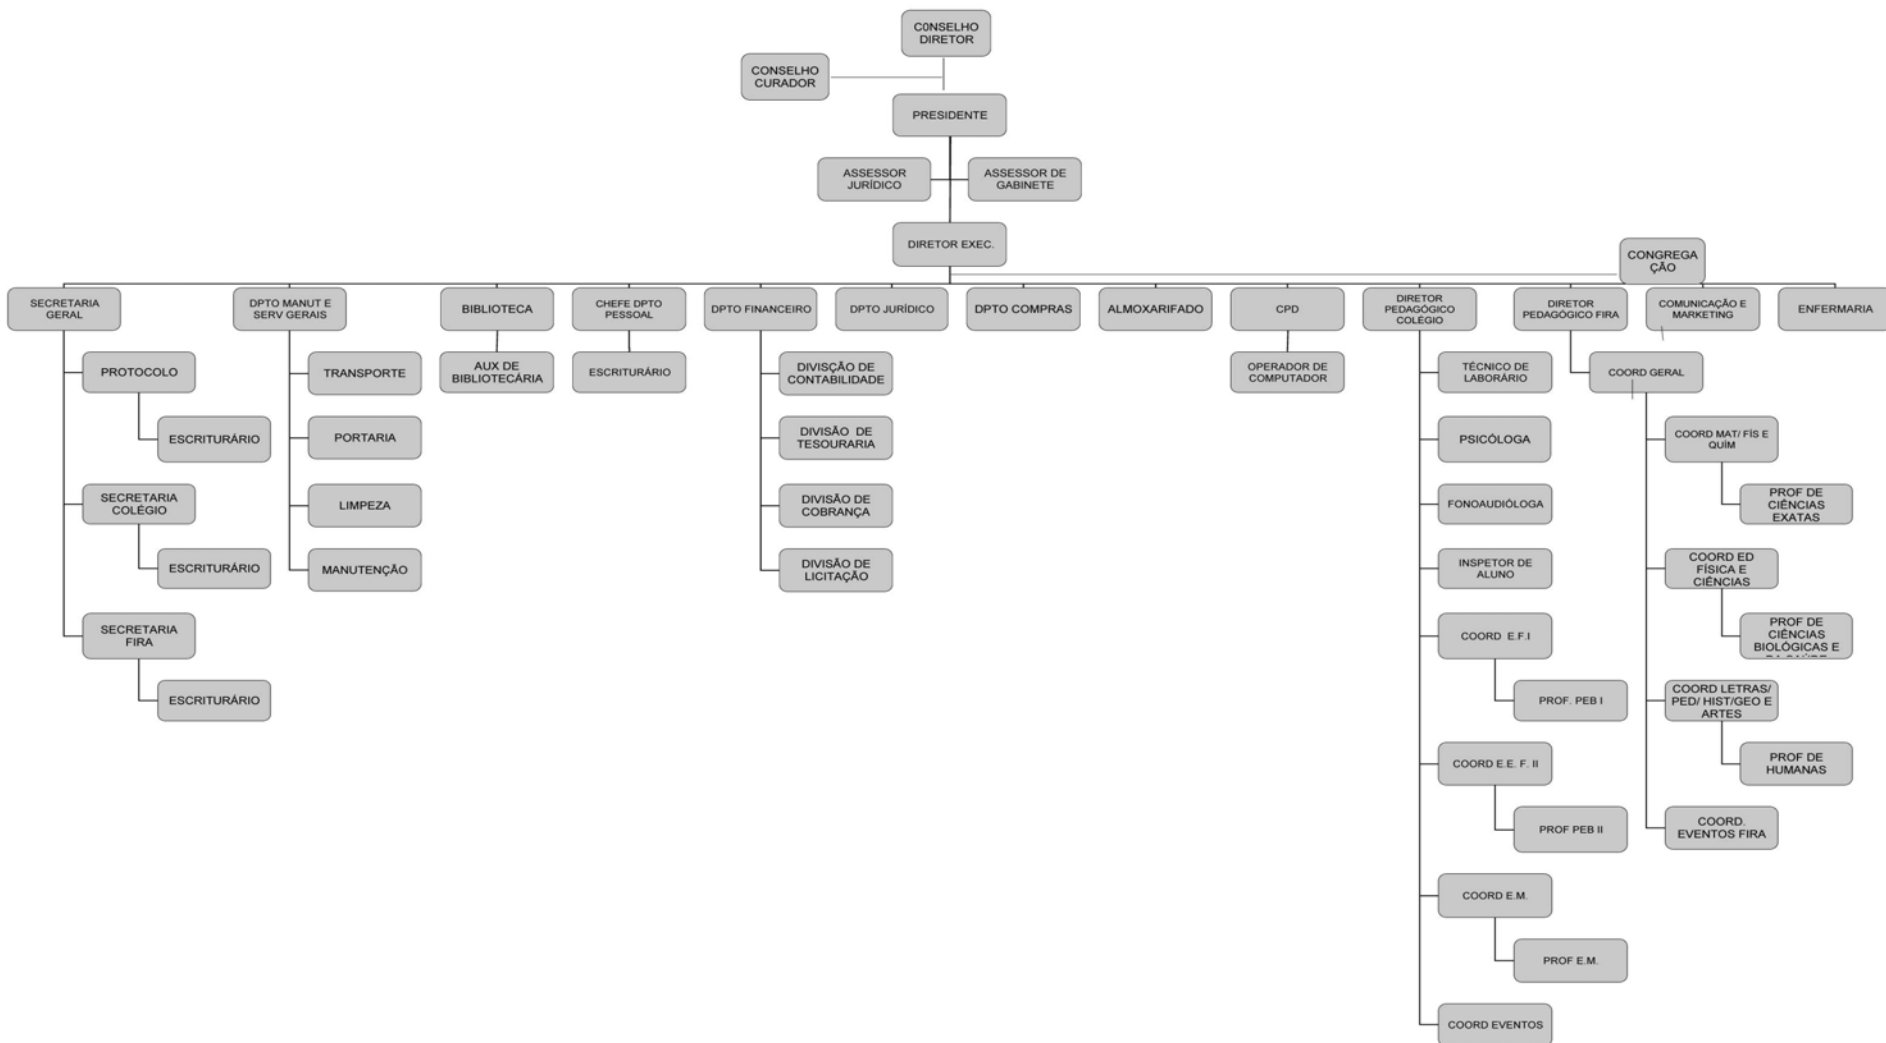 C0NSELHO
DIRETOR
CONSELHO
CURADOR
PRESIDENTE
ASSESSOR
JURÍDICO
ASSESSOR DE
GABINETE
DIRETOR EXEC.
CONGREGA
ÇÃO
SECRETARIA
GERAL
DPTO MANUT E
SERV GERAIS
BIBLIOTECA
CHEFE DPTO
PESSOAL
DPTO FINANCEIRO
DPTO JURÍDICO
DPTO COMPRAS
ALMOXARIFADO
CPD
DIRETOR
PEDAGÓGICO
COLÉGIO
DIRETOR
PEDAGÓGICO FIRA
COMUNICAÇÃO E
MARKETING
ENFERMARIA
PROTOCOLO
ESCRITURÁRIO
SECRETARIA
COLÉGIO
ESCRITURÁRIO
SECRETARIA
FIRA
ESCRITURÁRIO
TRANSPORTE
PORTARIA
LIMPEZA
MANUTENÇÃO
AUX DE
BIBLIOTECÁRIA
ESCRITURÁRIO
DIVISÇÃO DE
CONTABILIDADE
DIVISÃO DE
TESOURARIA
DIVISÃO DE
COBRANÇA
DIVISÃO DE
LICITAÇÃO
OPERADOR DE
COMPUTADOR
TÉCNICO DE
LABORÁRIO
PSICÓLOGA
FONOAUDIÓLOGA
INSPETOR DE
ALUNO
COORD E.F.I
PROF. PEB I
COORD E.E. F. II
PROF PEB II
COORD E.M.
PROF E.M.
COORD EVENTOS
COORD GERAL
COORD MAT/ FÍS E
QUÍM
PROF DE
CIÊNCIAS
EXATAS
COORD ED
FÍSICA E
CIÊNCIAS
PROF DE
CIÊNCIAS
BIOLÓGICAS E
DA SAÚDE
COORD LETRAS/
PED/ HIST/GEO E
ARTES
PROF DE
HUMANAS
COORD.
EVENTOS FIRA